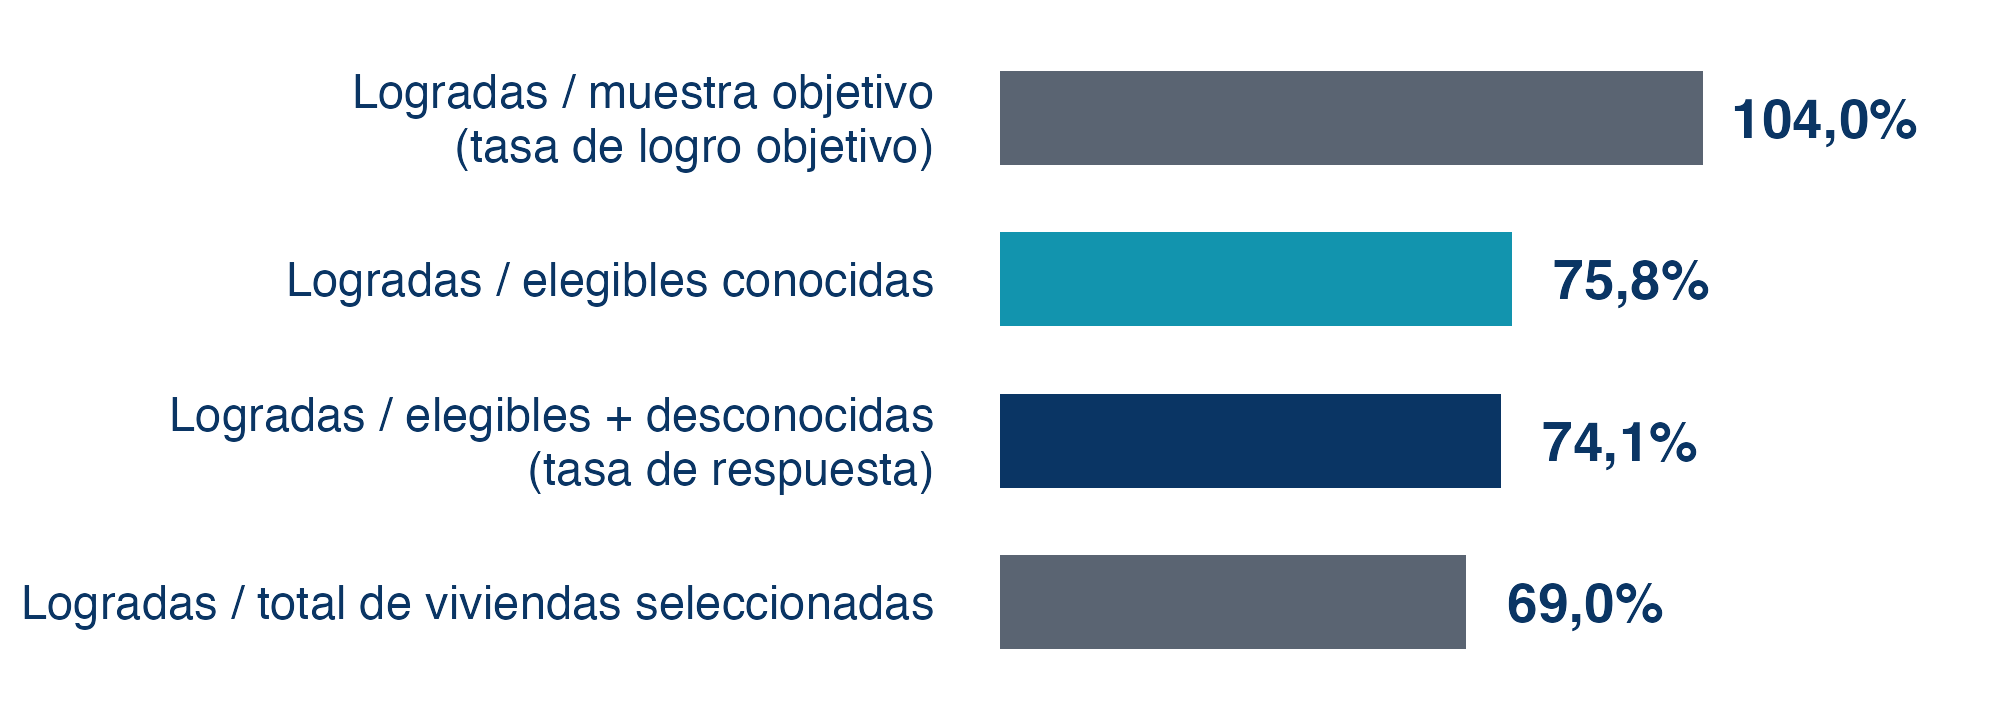 Logradas / muestra objetivo
(tasa de logro objetivo)
104,0%
Logradas / elegibles conocidas
75,8%
Logradas / elegibles + desconocidas
(tasa de respuesta)
74,1%
Logradas / total de viviendas seleccionadas
69,0%